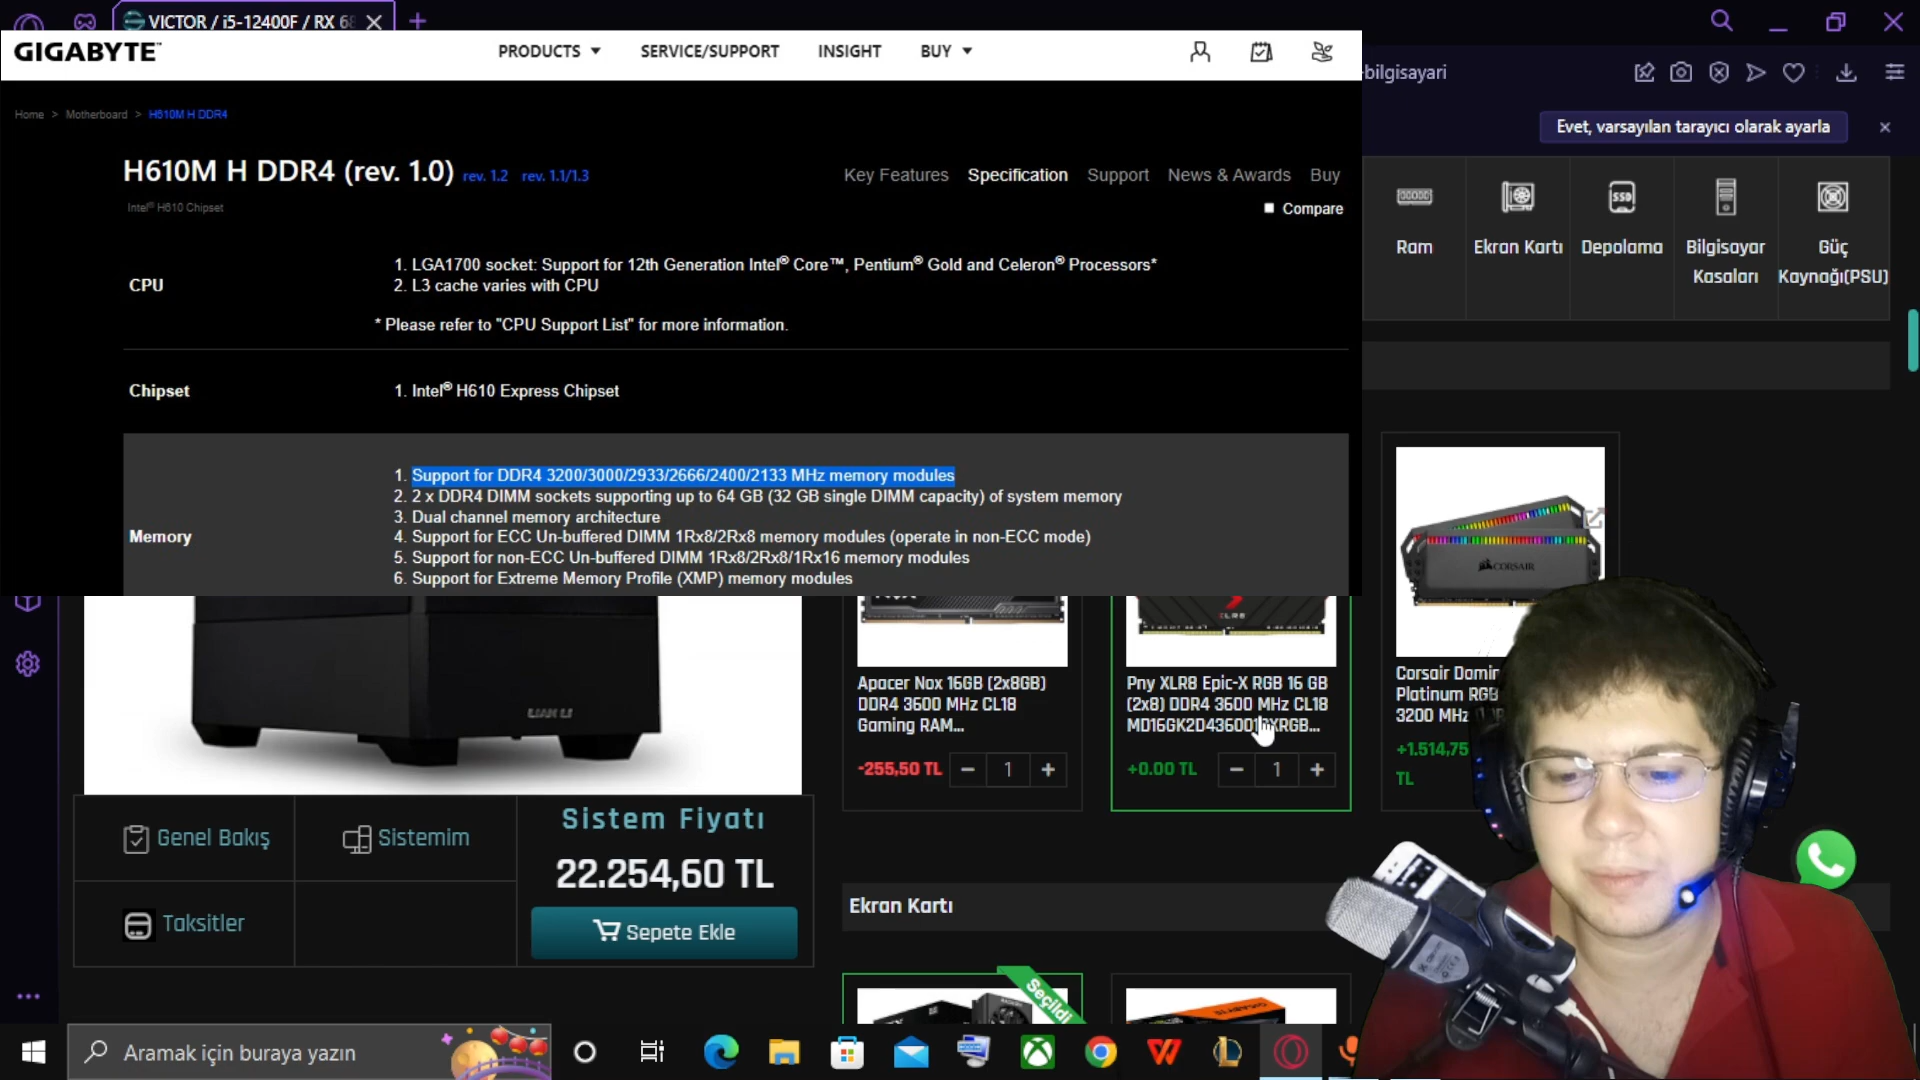 VICTOR / i5-12400F / RX 68
GIGABYTE
PRODUCTS
SERVICE/SUPPORT
INSIGHT
BUY
-bilgisayari
Home > Motherboard > H610M H DDR4
Evet, varsayılan tarayıcı olarak ayarla
H610M H DDR4 (rev. 1.0) rev. 1.2 rev. 1.1/1.3
Key Features
Specification
Support
News & Awards
Buy
Intel® H610 Chipset
Compare
Ram
Ekran Kartı
Depolama
Bilgisayar
Kasaları
Güç
Kaynağı(PSU)
CPU
1. LGA1700 socket: Support for 12th Generation Intel® Core™, Pentium® Gold and Celeron® Processors*
2. L3 cache varies with CPU
* Please refer to "CPU Support List" for more information.
Chipset
1. Intel® H610 Express Chipset
Memory
1. Support for DDR4 3200/3000/2933/2666/2400/2133 MHz memory modules
2. 2 x DDR4 DIMM sockets supporting up to 64 GB (32 GB single DIMM capacity) of system memory
3. Dual channel memory architecture
4. Support for ECC Un-buffered DIMM 1Rx8/2Rx8 memory modules (operate in non-ECC mode)
5. Support for non-ECC Un-buffered DIMM 1Rx8/2Rx8/1Rx16 memory modules
6. Support for Extreme Memory Profile (XMP) memory modules
CORSAIR
XLR8
LIAN LI
Apacer Nox 16GB (2x8GB)
DDR4 3600 MHz CL18
Gaming RAM...
-255,50 TL
− 1 +
Pny XLR8 Epic-X RGB 16 GB
(2x8) DDR4 3600 MHz CL18
+0.00 TL
− 1 +
Corsair Domin
Platinum RGB
3200 MHz
+1.514,75
TL
Genel Bakış
Sistemim
Taksitler
Sistem Fiyatı
22.254,60 TL
Sepete Ekle
Ekran Kartı
Seçildi
SSD
Aramak için buraya yazın